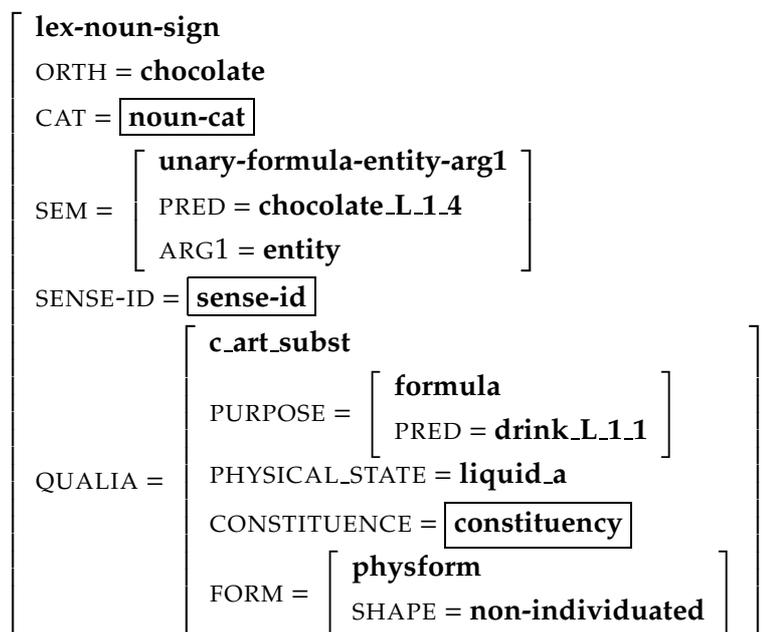 lex-noun-sign
ORTH = chocolate
CAT = noun-cat
unary-formula-entity-arg1
SEM =
PRED = chocolate_L_1_4
ARG1 = entity
SENSE-ID = sense-id
c_art_subst
formula
PURPOSE =
PRED = drink_L_1_1
QUALIA =
PHYSICAL_STATE = liquid_a
CONSTITUENCE = constituency
physform
FORM =
SHAPE = non-individuated